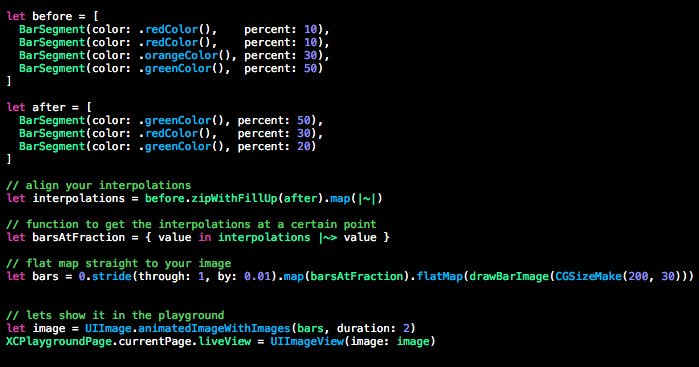 let before = [
  BarSegment(color: .redColor(),    percent: 10),
  BarSegment(color: .redColor(),    percent: 10),
  BarSegment(color: .orangeColor(), percent: 30),
  BarSegment(color: .greenColor(),  percent: 50)
]
let after = [
  BarSegment(color: .greenColor(), percent: 50),
  BarSegment(color: .redColor(),   percent: 30),
  BarSegment(color: .greenColor(), percent: 20)
]
// align your interpolations
let interpolations = before.zipWithFillUp(after).map(|~|)
// function to get the interpolations at a certain point
let barsAtFraction = { value in interpolations |~> value }
// flat map straight to your image
let bars = 0.stride(through: 1, by: 0.01).map(barsAtFraction).flatMap(drawBarImage(CGSizeMake(200, 30)))
// lets show it in the playground
let image = UIImage.animatedImageWithImages(bars, duration: 2)
XCPlaygroundPage.currentPage.liveView = UIImageView(image: image)